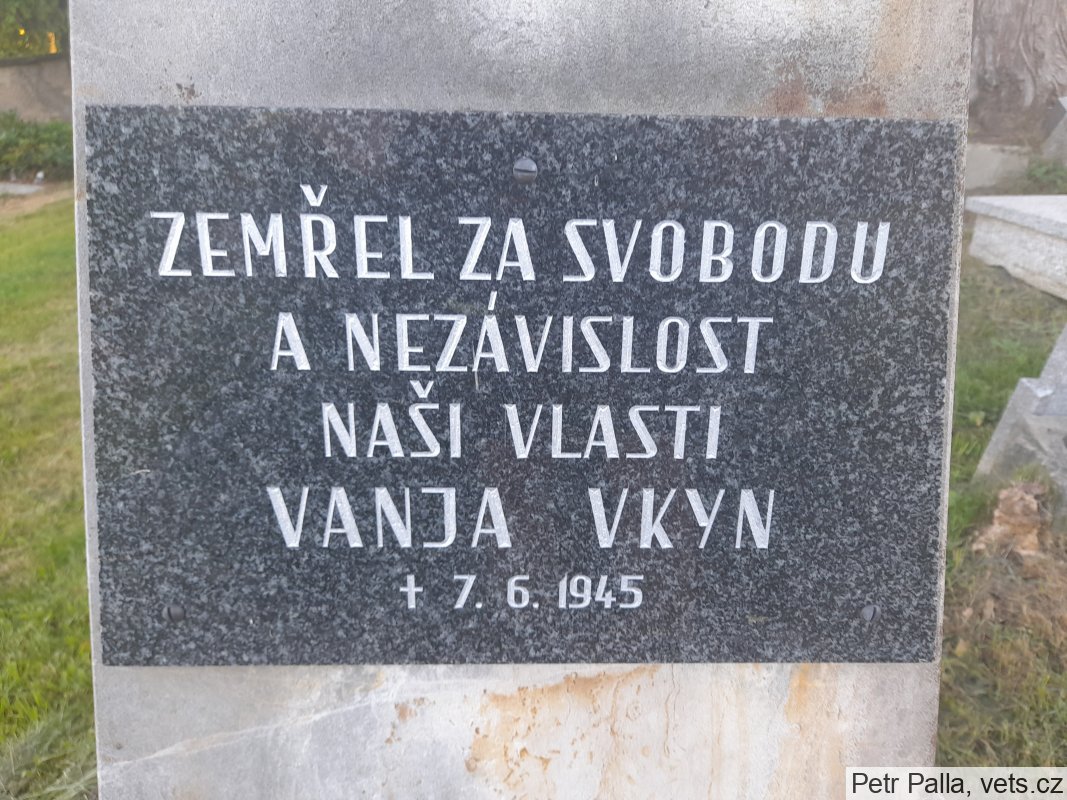 ZEMŘEL ZA SVOBODU
A NEZÁVISLOST
NAŠI VLASTI
VANJA VKYN
✝ 7. 6. 1945
Petr Palla, vets.cz